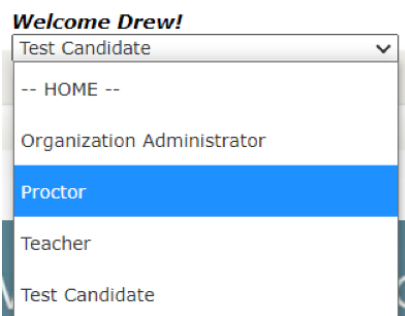 Welcome Drew!
Test Candidate
-- HOME --
Organization Administrator
Proctor
Teacher
Test Candidate